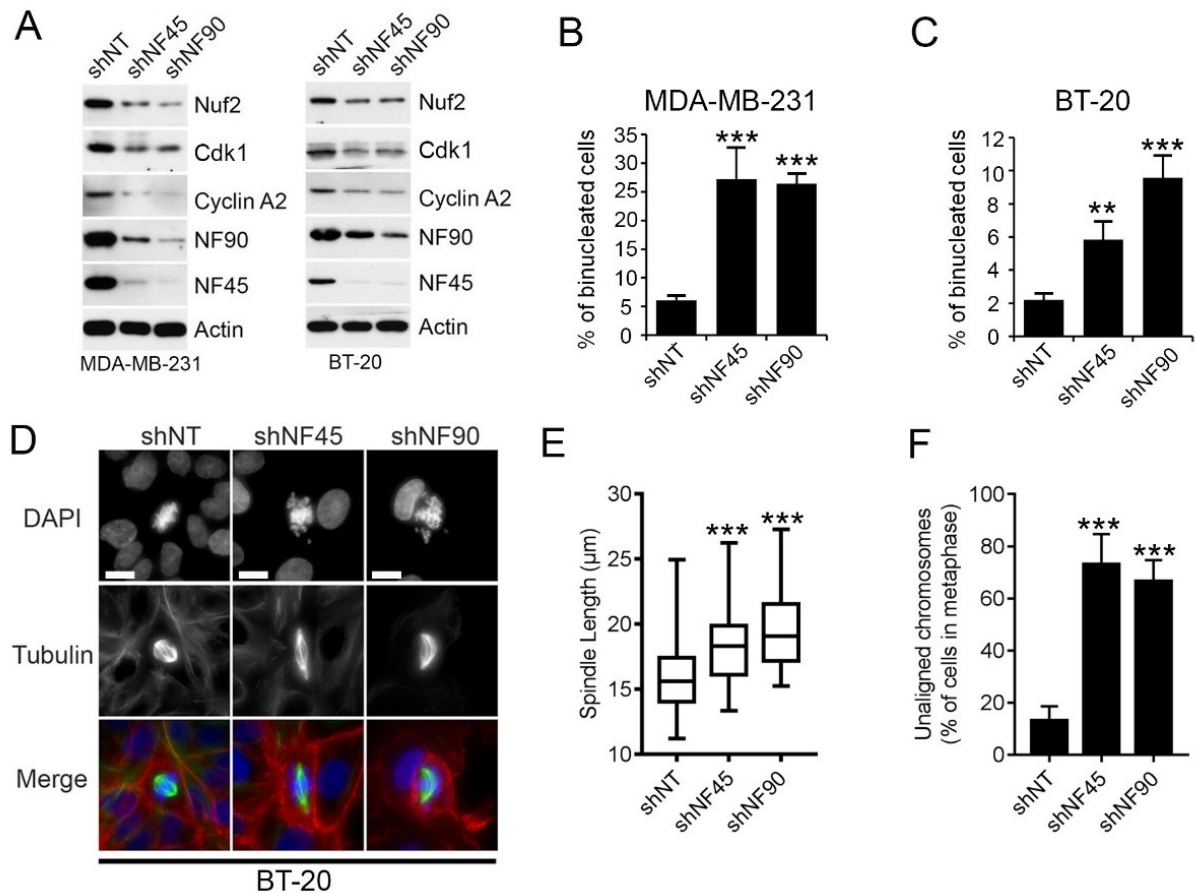 A
shNT
shNF45
shNF90
Nuf2
Cdk1
Cyclin A2
NF90
NF45
Actin
MDA-MB-231
shNT
shNF45
shNF90
Nuf2
Cdk1
Cyclin A2
NF90
NF45
Actin
BT-20
B
MDA-MB-231
% of binucleated cells
35
30
25
20
15
10
5
0
***
***
shNT
shNF45
shNF90
C
BT-20
% of binucleated cells
12
10
8
6
4
2
0
**
***
shNT
shNF45
shNF90
D
shNT shNF45 shNF90
DAPI
Tubulin
Merge
BT-20
E
Spindle Length (µm)
30
25
20
15
10
***
***
shNT
shNF45
shNF90
F
Unaligned chromosomes
(% of cells in metaphase)
100
80
60
40
20
0
***
***
shNT
shNF45
shNF90